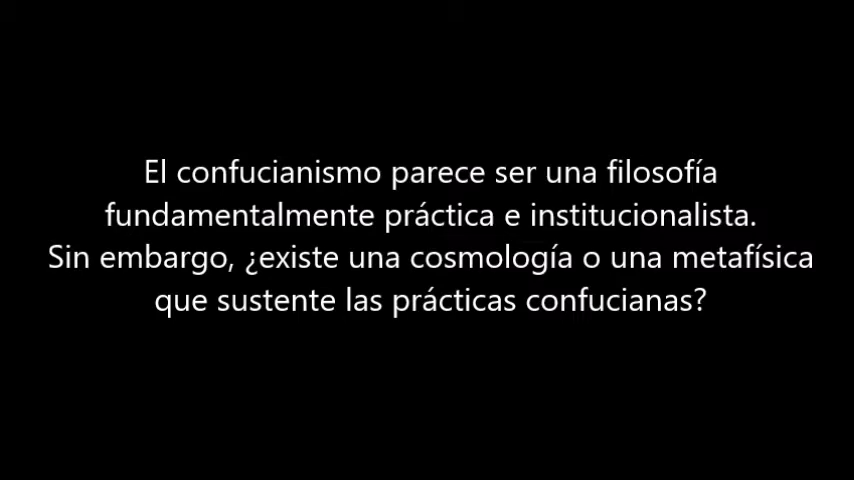 El confucianismo parece ser una filosofía
fundamentalmente práctica e institucionalista.
Sin embargo, ¿existe una cosmología o una metafísica
que sustente las prácticas confucianas?